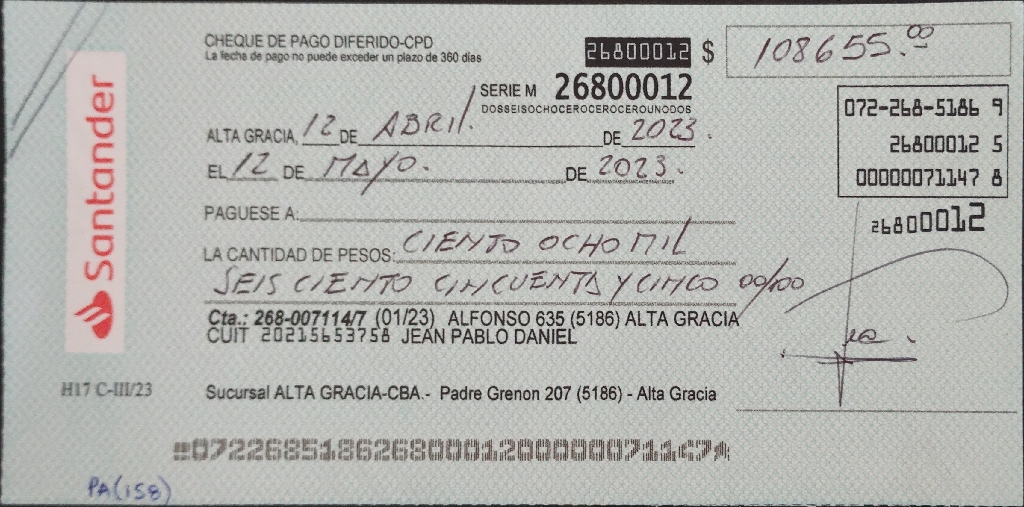 Santander
CHEQUE DE PAGO DIFERIDO-CPD
La fecha de pago no puede exceder un plazo de 360 dias
26800012 $ 108655.00
SERIE M 26800012
DOSSEISOCHOCEROCEROCEROUNODOS
072-268-5186 9
26800012 5
00000071147 8
26800012
ALTA GRACIA, 12 DE ABRIL. DE 2023.
EL 12 DE MAYO. DE 2023.
PAGUESE A:
LA CANTIDAD DE PESOS: CIENTO OCHO MIL
SEIS CIENTO CINCUENTA Y CINCO 00/00
Cta.: 268-007114/7 (01/23) ALFONSO 635 (5186) ALTA GRACIA
CUIT 20215653758 JEAN PABLO DANIEL
H17 C-III/23
Sucursal ALTA GRACIA-CBA.- Padre Grenon 207 (5186) - Alta Gracia
07226851862680001200000071147
PA(158)